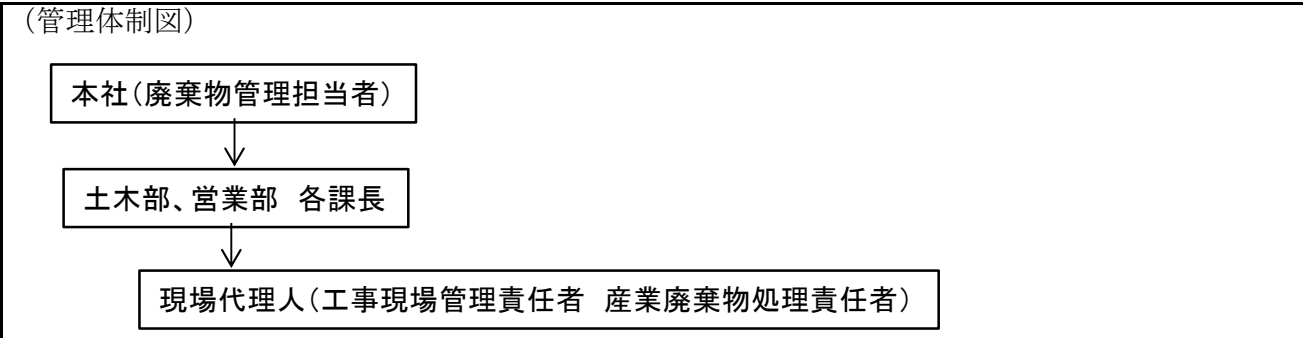 （管理体制図）
本社（廃棄物管理担当者）
土木部、営業部　各課長
現場代理人（工事現場管理責任者　産業廃棄物処理責任者）